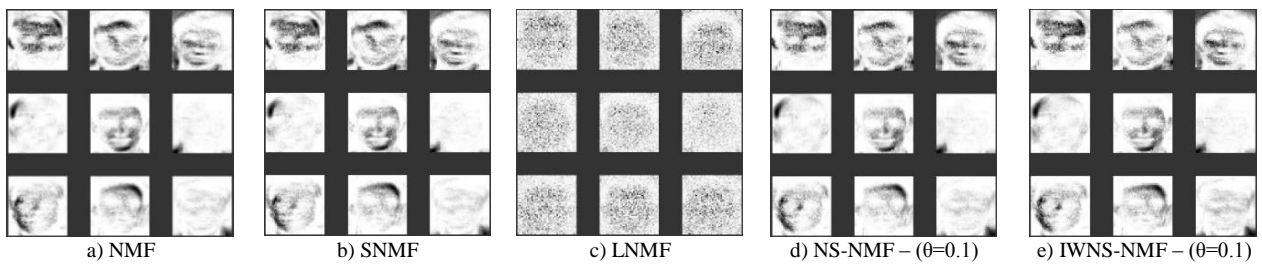 a) NMF
b) SNMF
c) LNMF
d) NS-NMF – (θ=0.1)
e) IWNS-NMF – (θ=0.1)